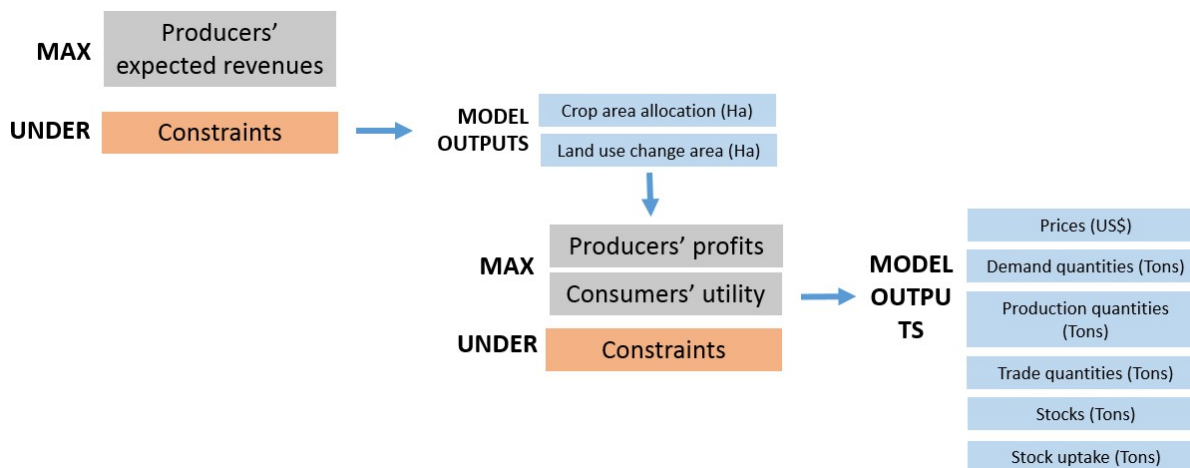 MAX
Producers'
expected revenues
UNDER
Constraints
MODEL
OUTPUTS
Crop area allocation (Ha)
Land use change area (Ha)
MAX
Producers' profits
Consumers' utility
UNDER
Constraints
MODEL
OUTPU
TS
Prices (US$)
Demand quantities (Tons)
Production quantities
(Tons)
Trade quantities (Tons)
Stocks (Tons)
Stock uptake (Tons)